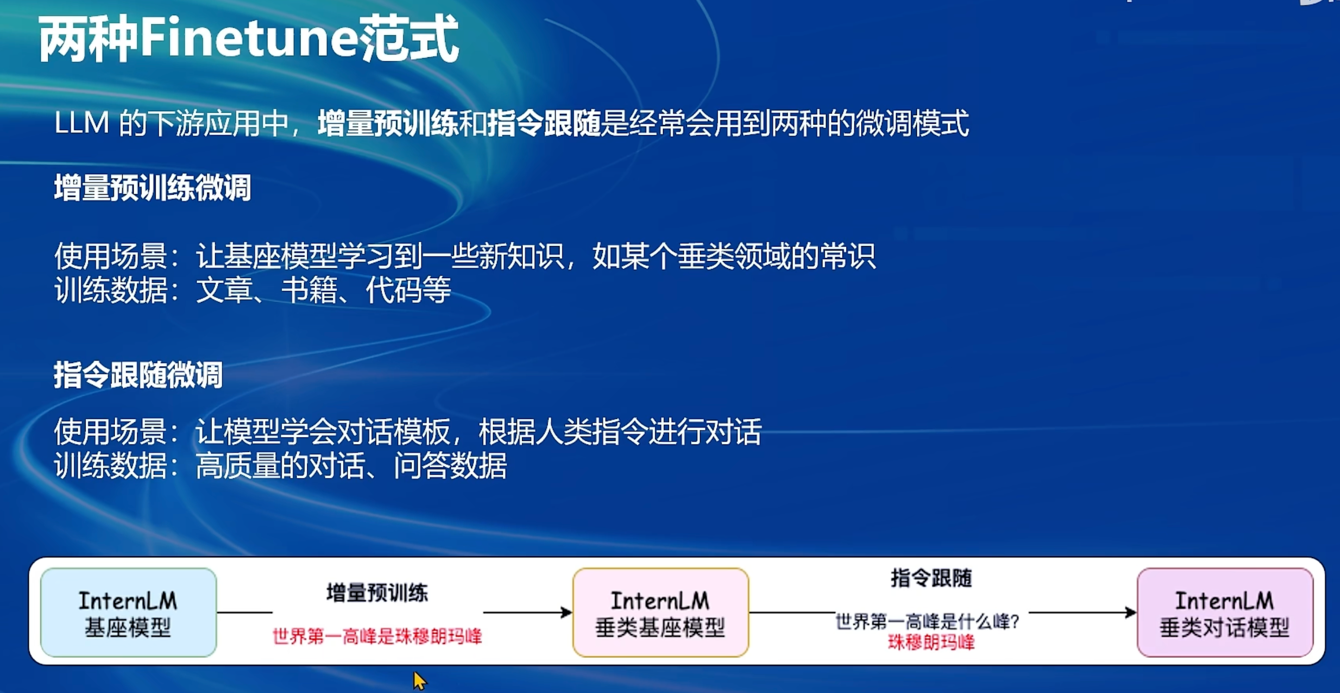 两种Finetune范式
LLM 的下游应用中，增量预训练和指令跟随是经常会用到两种的微调模式
增量预训练微调
使用场景：让基座模型学习到一些新知识，如某个垂类领域的常识
训练数据：文章、书籍、代码等
指令跟随微调
使用场景：让模型学会对话模板，根据人类指令进行对话
训练数据：高质量的对话、问答数据
InternLM
基座模型
增量预训练
世界第一高峰是珠穆朗玛峰
InternLM
垂类基座模型
指令跟随
世界第一高峰是什么峰？
珠穆朗玛峰
InternLM
垂类对话模型